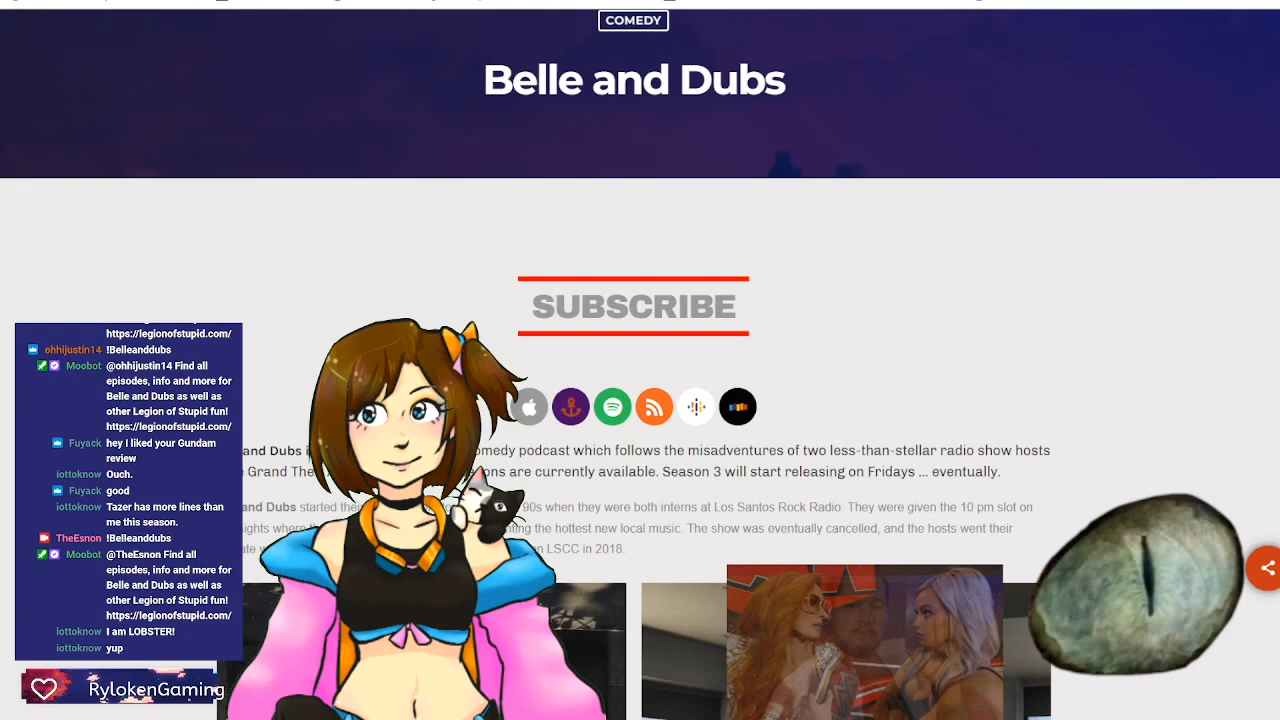 COMEDY
Belle and Dubs
SUBSCRIBE
and Dubs i
omedy podcast which follows the misadventures of two less-than-stellar radio show hosts
Grand The
ons are currently available. Season 3 will start releasing on Fridays ... eventually.
and Dubs started thei
90s when they were both interns at Los Santos Rock Radio. They were given the 10 pm slot on
ights where th
nting the hottest new local music. The show was eventually cancelled, and the hosts went their
ate w
n LSCC in 2018.
https://legionofstupid.com/
ohhijustin14 !Belleanddubs
Moobot @ohhijustin14 Find all
episodes, info and more for
Belle and Dubs as well as
other Legion of Stupid fun!
https://legionofstupid.com/
Fuyack hey I liked your Gundam
review
iottoknow Ouch.
Fuyack good
iottoknow Tazer has more lines than
me this season.
TheEsnon !Belleanddubs
Moobot @TheEsnon Find all
episodes, info and more for
Belle and Dubs as well as
other Legion of Stupid fun!
https://legionofstupid.com/
iottoknow I am LOBSTER!
iottoknow yup
RylokenGaming